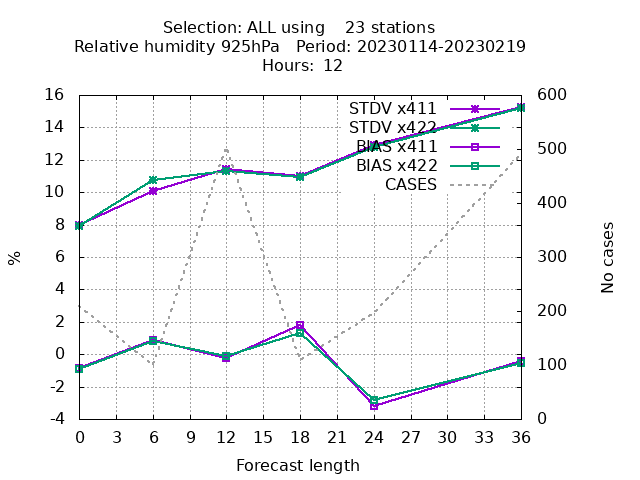 Selection: ALL using    23 stations
Relative humidity 925hPa   Period: 20230114-20230219
Hours: 12
STDV x411
STDV x422
BIAS x411
BIAS x422
CASES
16
14
12
10
8
6
4
2
0
-2
-4
%
600
500
400
300
200
100
0
No cases
0 3 6 9 12 15 18 21 24 27 30 33 36
Forecast length